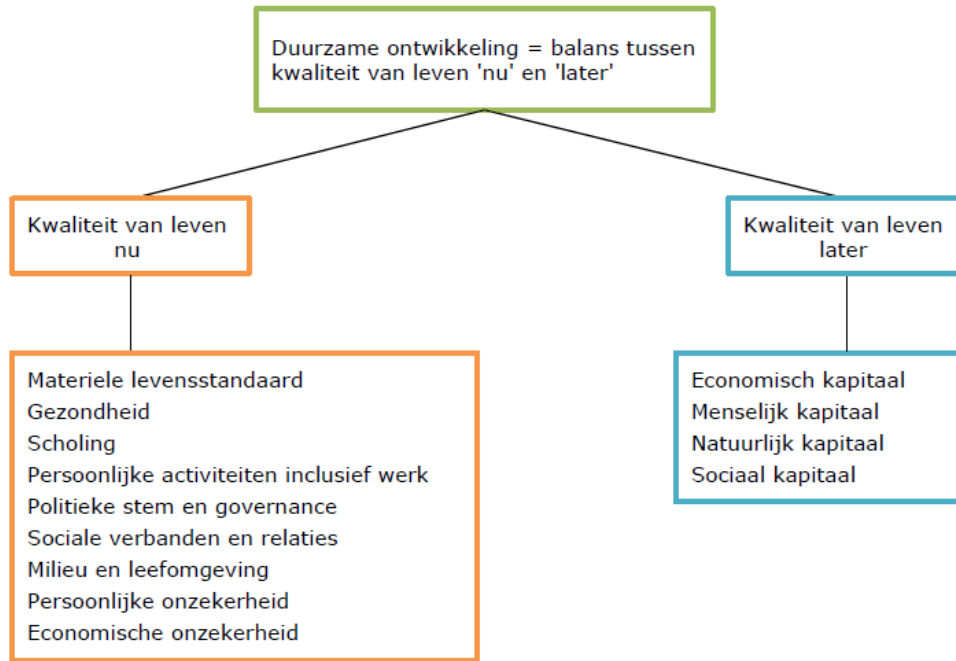 Duurzame ontwikkeling = balans tussen
kwaliteit van leven 'nu' en 'later'
Kwaliteit van leven
nu
Kwaliteit van leven
later
Materiele levensstandaard
Gezondheid
Scholing
Persoonlijke activiteiten inclusief werk
Politieke stem en governance
Sociale verbanden en relaties
Milieu en leefomgeving
Persoonlijke onzekerheid
Economische onzekerheid
Economisch kapitaal
Menselijk kapitaal
Natuurlijk kapitaal
Sociaal kapitaal